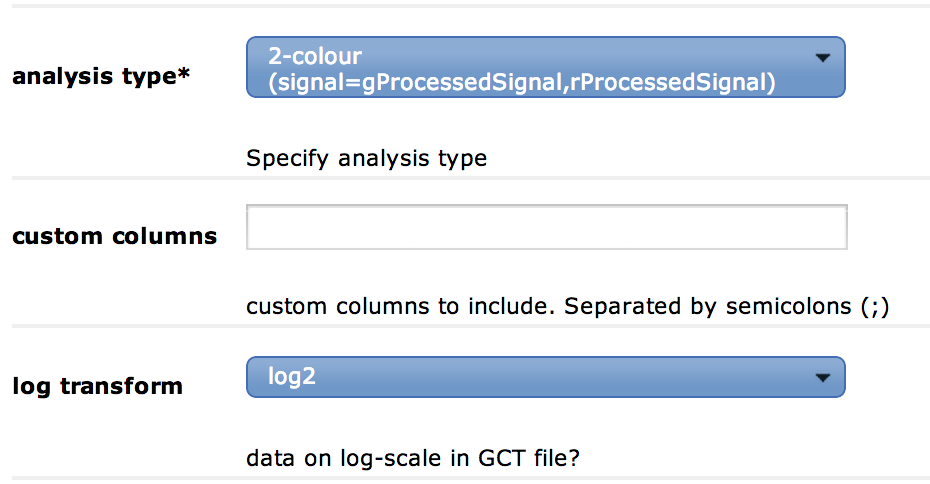 analysis type*
2-colour
(signal=gProcessedSignal,rProcessedSignal)
Specify analysis type
custom columns
custom columns to include. Separated by semicolons (;)
log transform
log2
data on log-scale in GCT file?